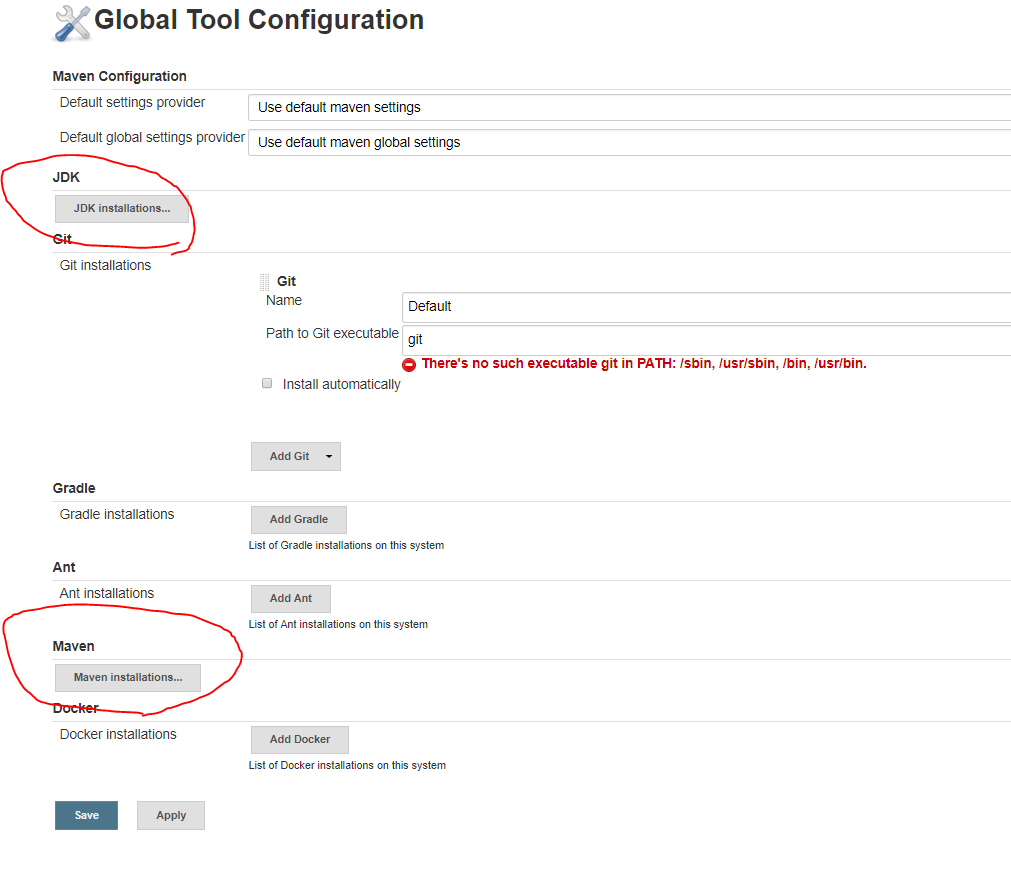 Global Tool Configuration
Maven Configuration
Default settings provider
Use default maven settings
Default global settings provider
Use default maven global settings
JDK
JDK installations...
Git
Git installations
Git
Name
Default
Path to Git executable
git
There's no such executable git in PATH: /sbin, /usr/sbin, /bin, /usr/bin.
Install automatically
Add Git
Gradle
Gradle installations
Add Gradle
List of Gradle installations on this system
Ant
Ant installations
Add Ant
List of Ant installations on this system
Maven
Maven installations...
Docker
Docker installations
Add Docker
List of Docker installations on this system
Save
Apply